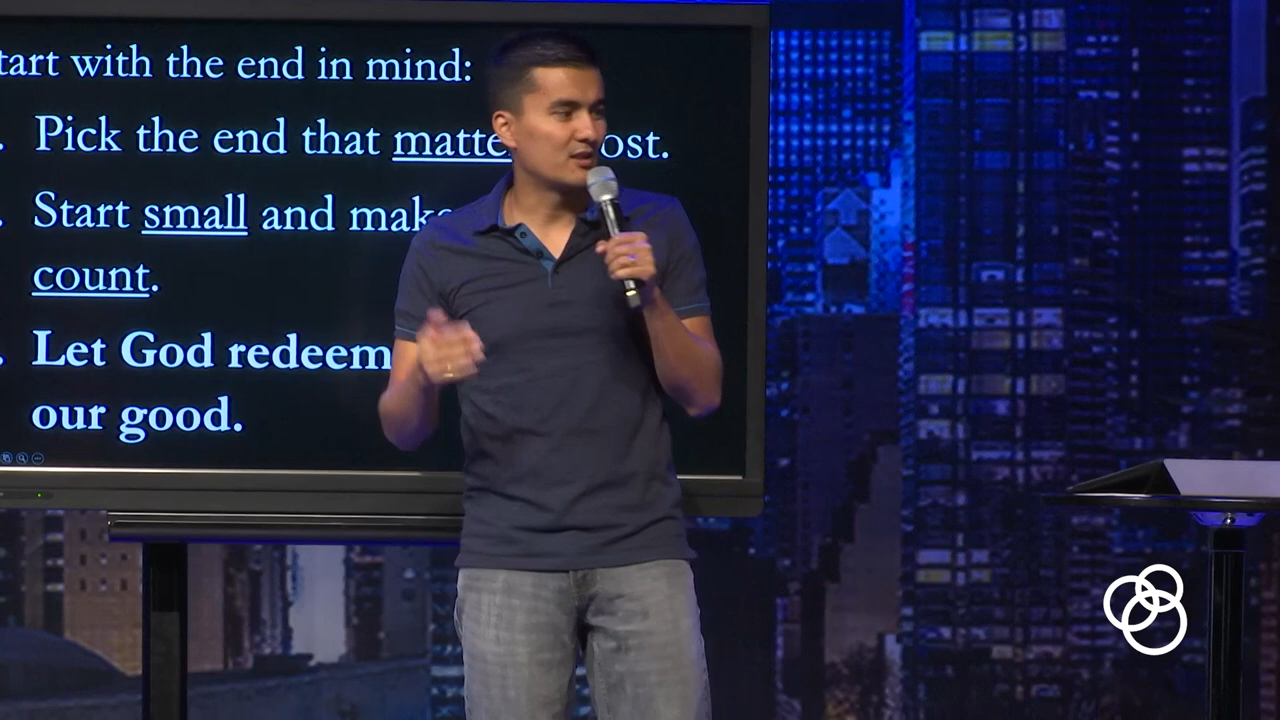 tart with the end in mind:
. Pick the end that matte ost.
. Start small and make
count.
. Let God redeem
our good.